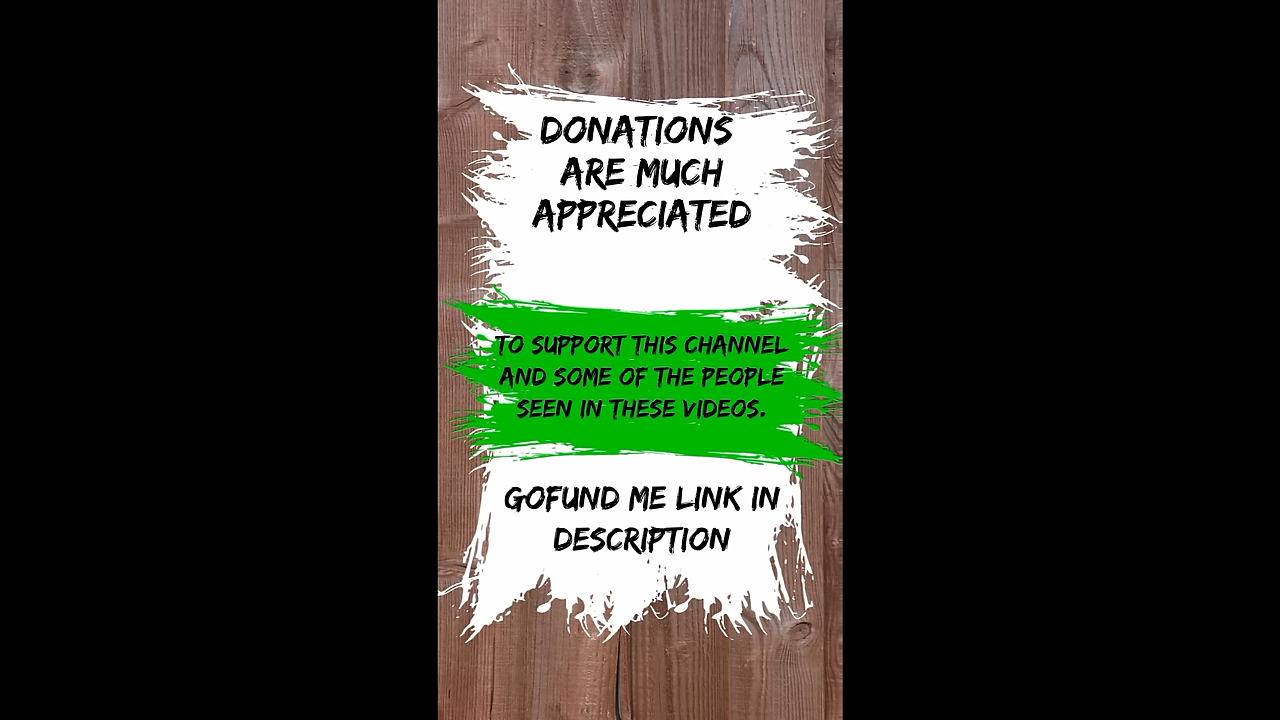 DONATIONS
ARE MUCH
APPRECIATED
TO SUPPORT THIS CHANNEL
AND SOME OF THE PEOPLE
SEEN IN THESE VIDEOS.
GOFUND ME LINK IN
DESCRIPTION